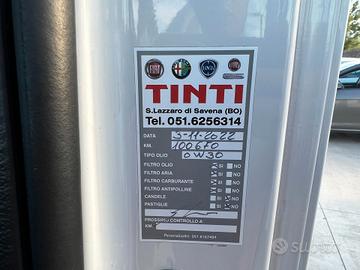 TINTI
S.Lazzaro di Savena (BO)
Tel. 051.6256314
DATA 5-11-2022
KM. 100670
TIPO OLIO 0W30
FILTRO OLIO SI NO
FILTRO ARIA SI NO
FILTRO CARBURANTE SI NO
FILTRO ANTIPOLLINE SI NO
CANDELE SI NO
PASTIGLIE SI NO
PROSSIMO CONTROLLO A:
KM.
subito.it